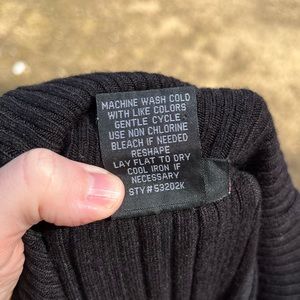 MACHINE WASH COLD
WITH LIKE COLORS
GENTLE CYCLE
USE NON CHLORINE
BLEACH IF NEEDED
RESHAPE
LAY FLAT TO DRY
COOL IRON IF
NECESSARY
STY#53202K